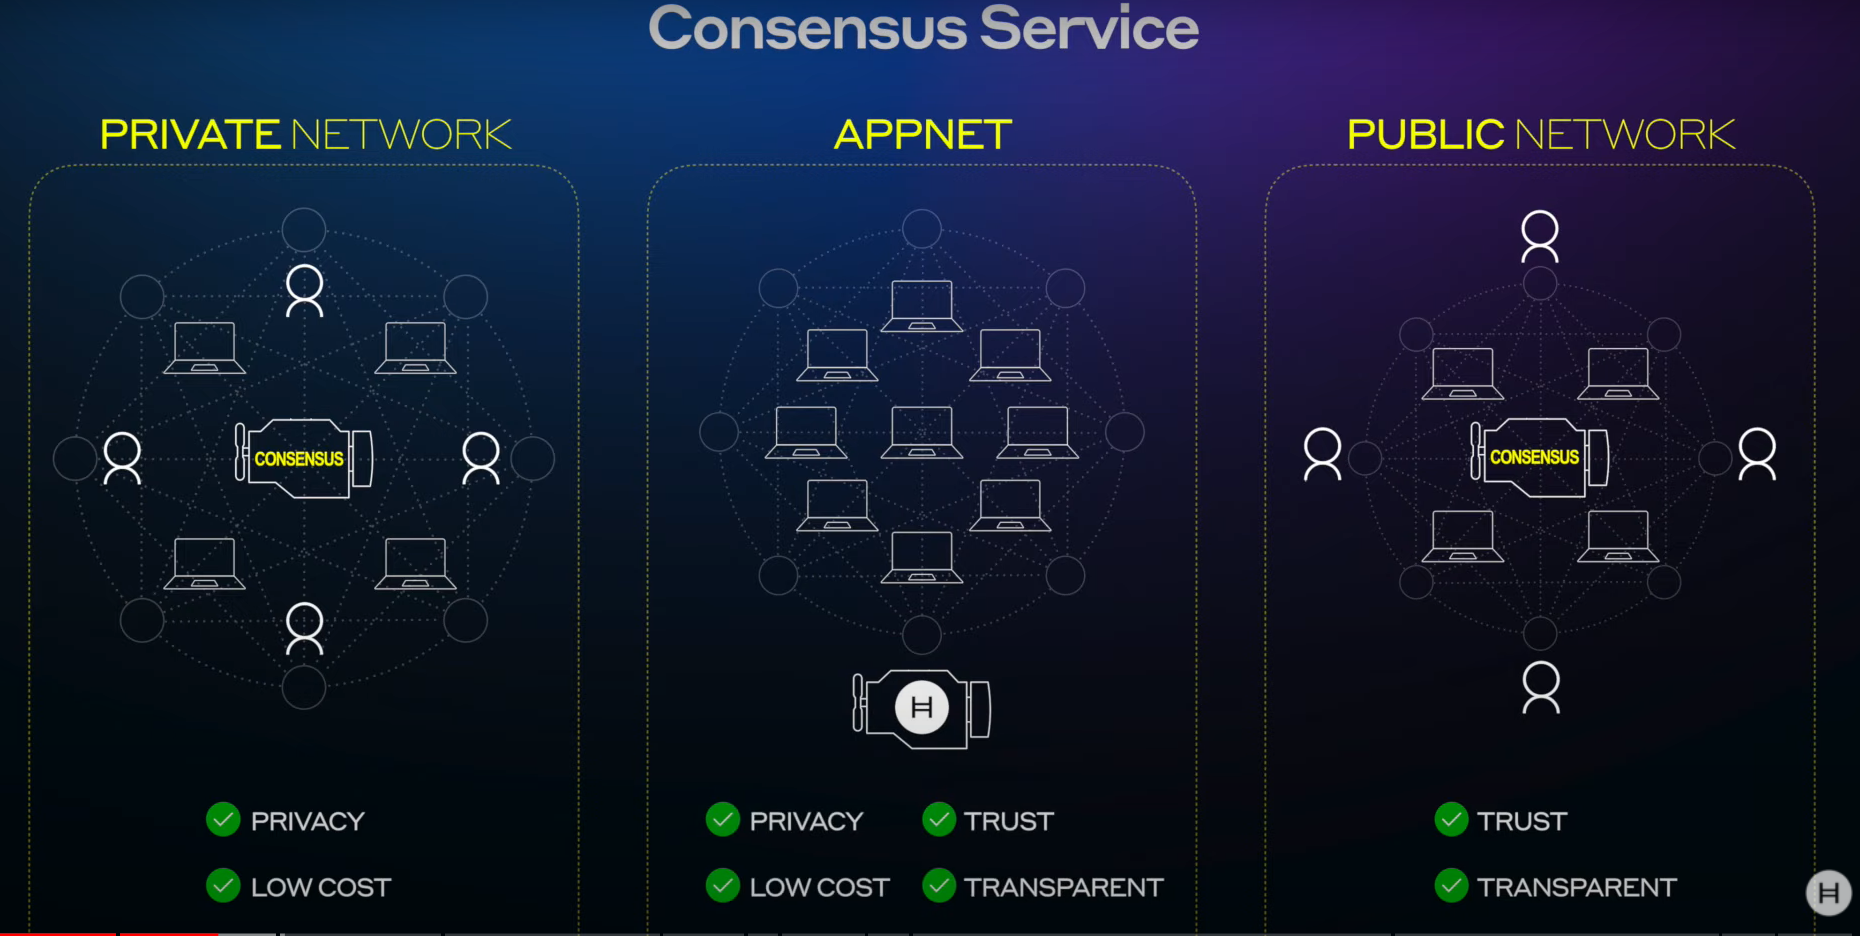 Consensus Service
PRIVATE NETWORK
CONSENSUS
PRIVACY
LOW COST
APPNET
H
PRIVACY
TRUST
LOW COST
TRANSPARENT
PUBLIC NETWORK
CONSENSUS
TRUST
TRANSPARENT
H